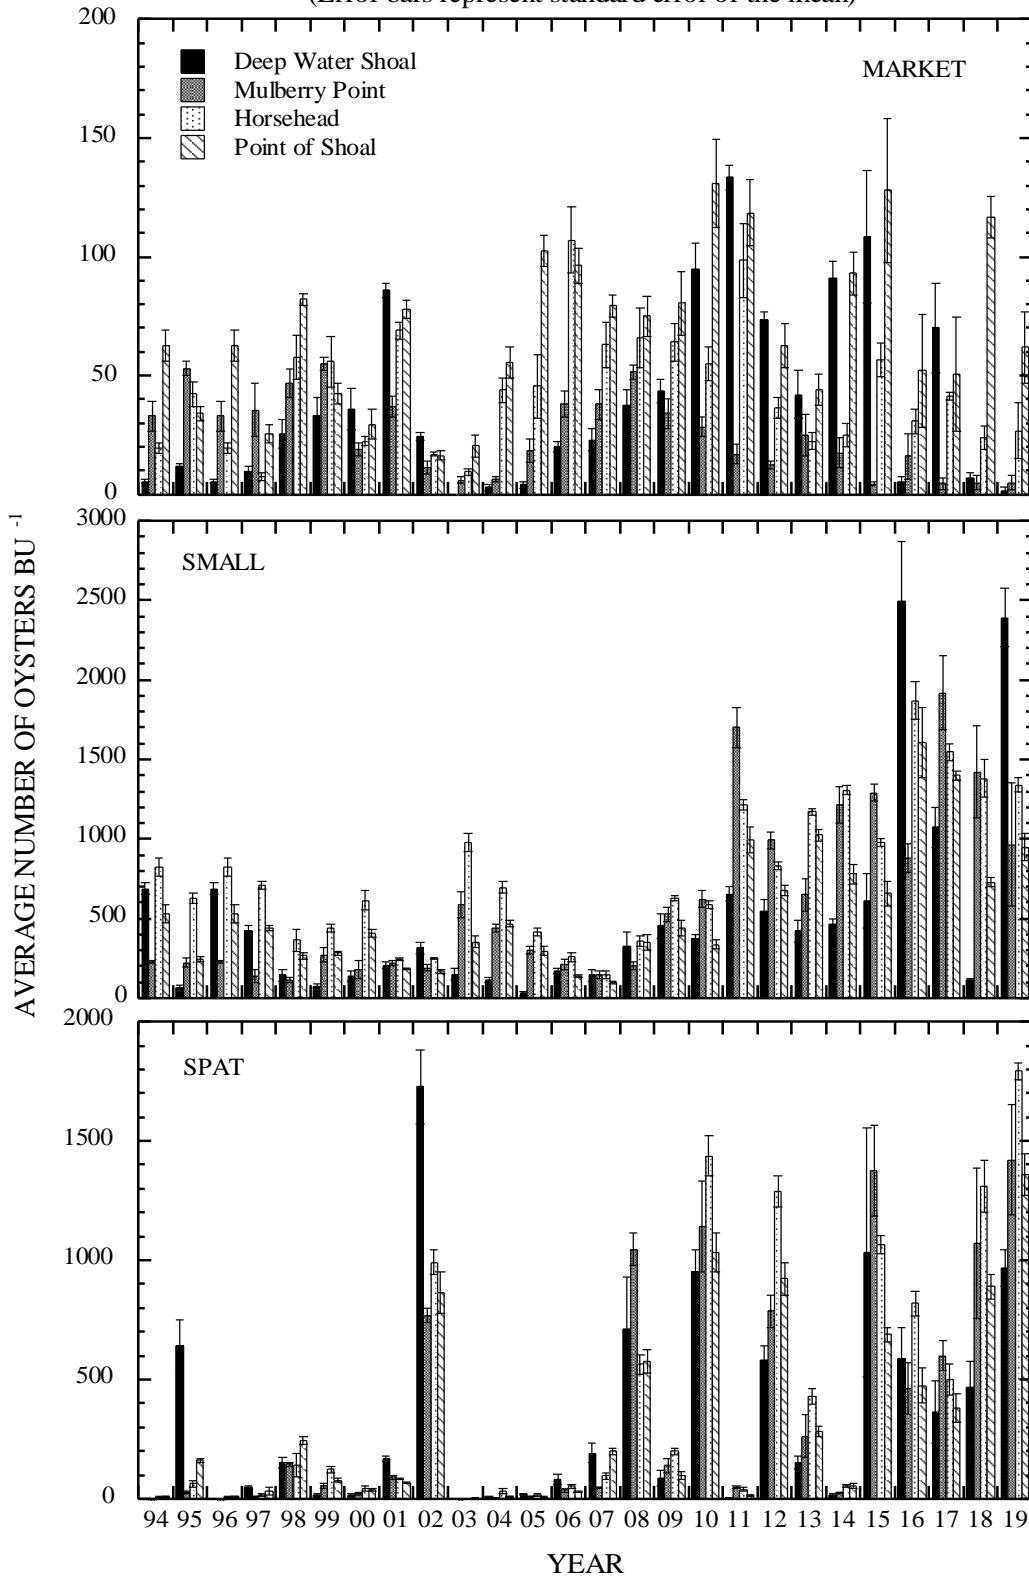 (Error bars represent standard error of the mean)
200
150
100
50
0
Deep Water Shoal
Mulberry Point
Horsehead
Point of Shoal
MARKET
3000
2500
2000
1500
1000
500
0
SMALL
AVERAGE NUMBER OF OYSTERS BU -1
2000
1500
1000
500
0
SPAT
94 95 96 97 98 99 00 01 02 03 04 05 06 07 08 09 10 11 12 13 14 15 16 17 18 19
YEAR